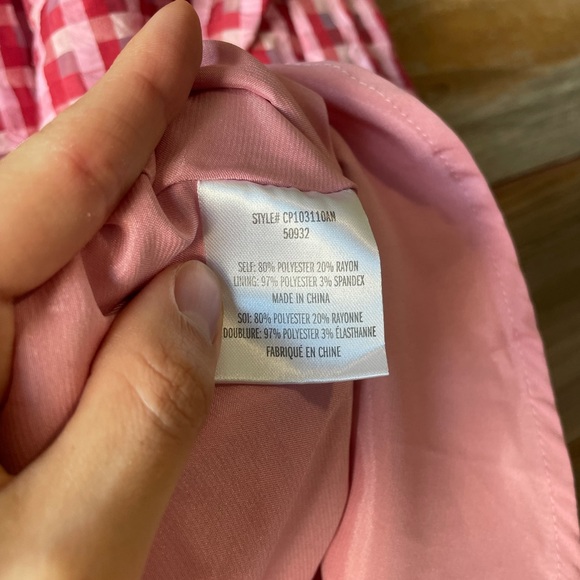 STYLE# CP103110AN
50932
SELF: 80% POLYESTER 20% RAYON
LINING: 97% POLYESTER 3% SPANDEX
MADE IN CHINA
SOI: 80% POLYESTER 20% RAYONNE
DOUBLURE: 97% POLYESTER 3% ÉLASTHANNE
FABRIQUÉ EN CHINE